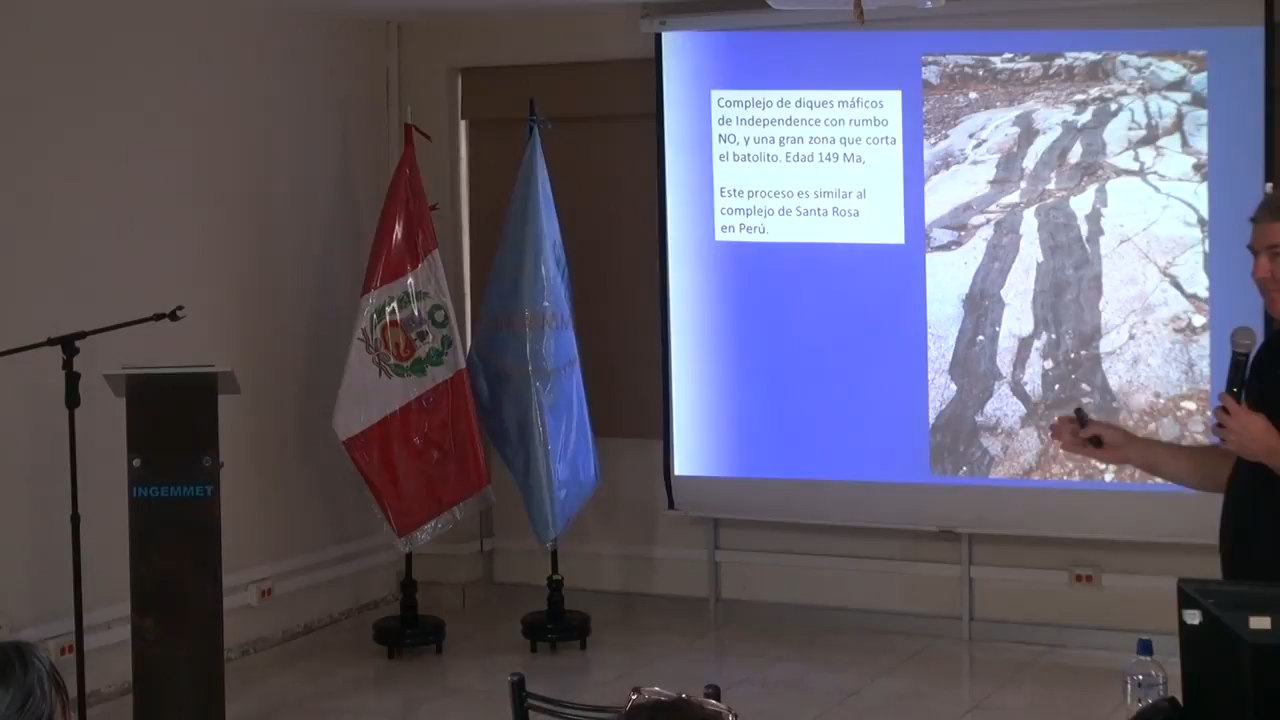 Complejo de diques máficos
de Independence con rumbo
NO, y una gran zona que corta
el batolito. Edad 149 Ma,
Este proceso es similar al
complejo de Santa Rosa
en Perú.
INGEMMET